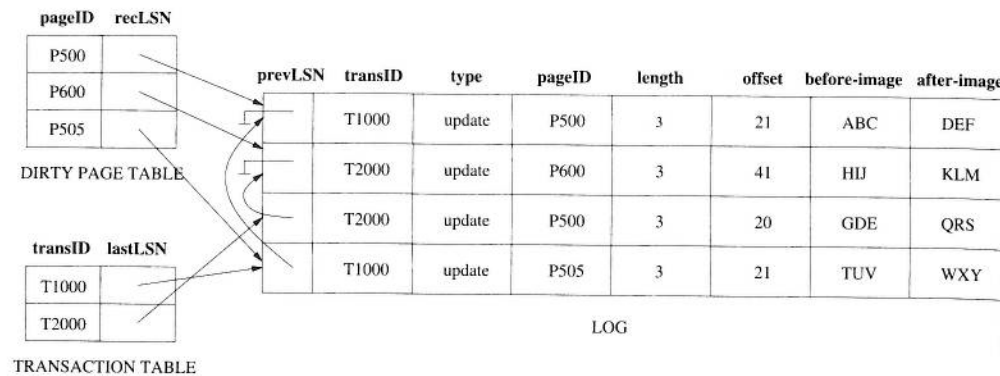 pageID recLSN
P500
P600
P505
DIRTY PAGE TABLE
transID lastLSN
T1000
T2000
TRANSACTION TABLE
prevLSN transID type pageID length offset before-image after-image
T1000 update P500 3 21 ABC DEF
T2000 update P600 3 41 HIJ KLM
T2000 update P500 3 20 GDE QRS
T1000 update P505 3 21 TUV WXY
LOG